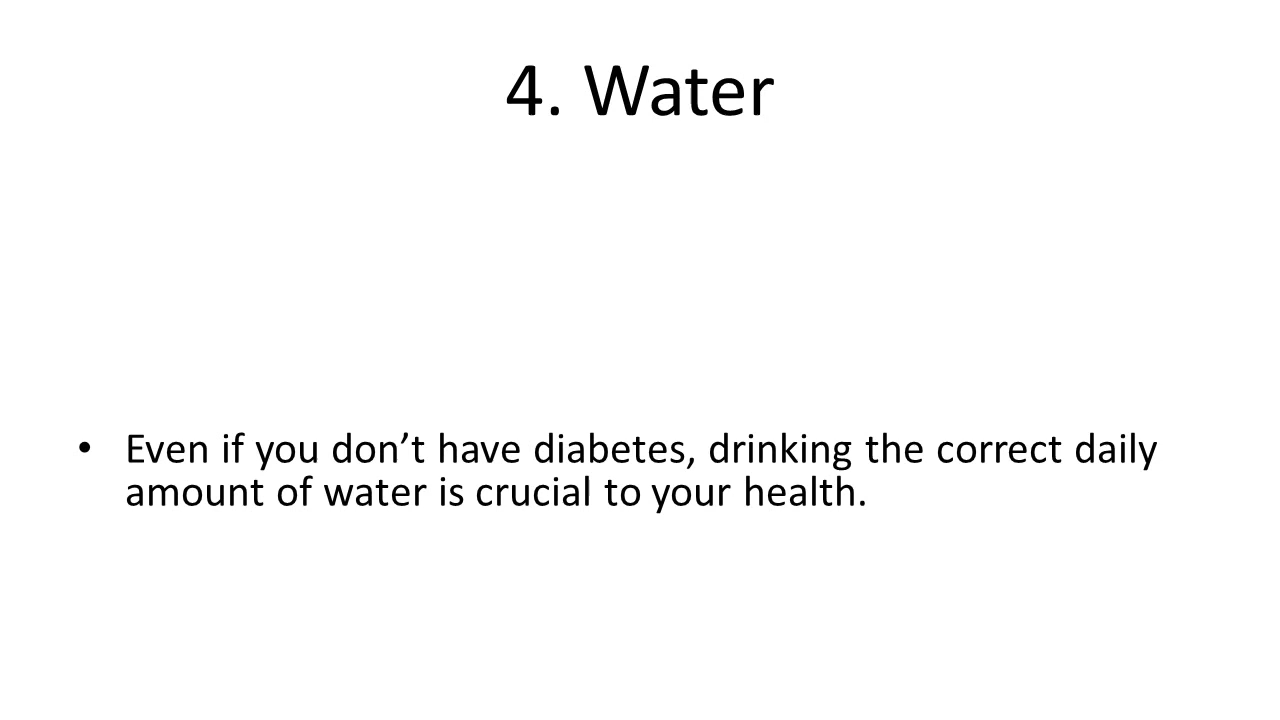 4. Water
• Even if you don’t have diabetes, drinking the correct daily
amount of water is crucial to your health.